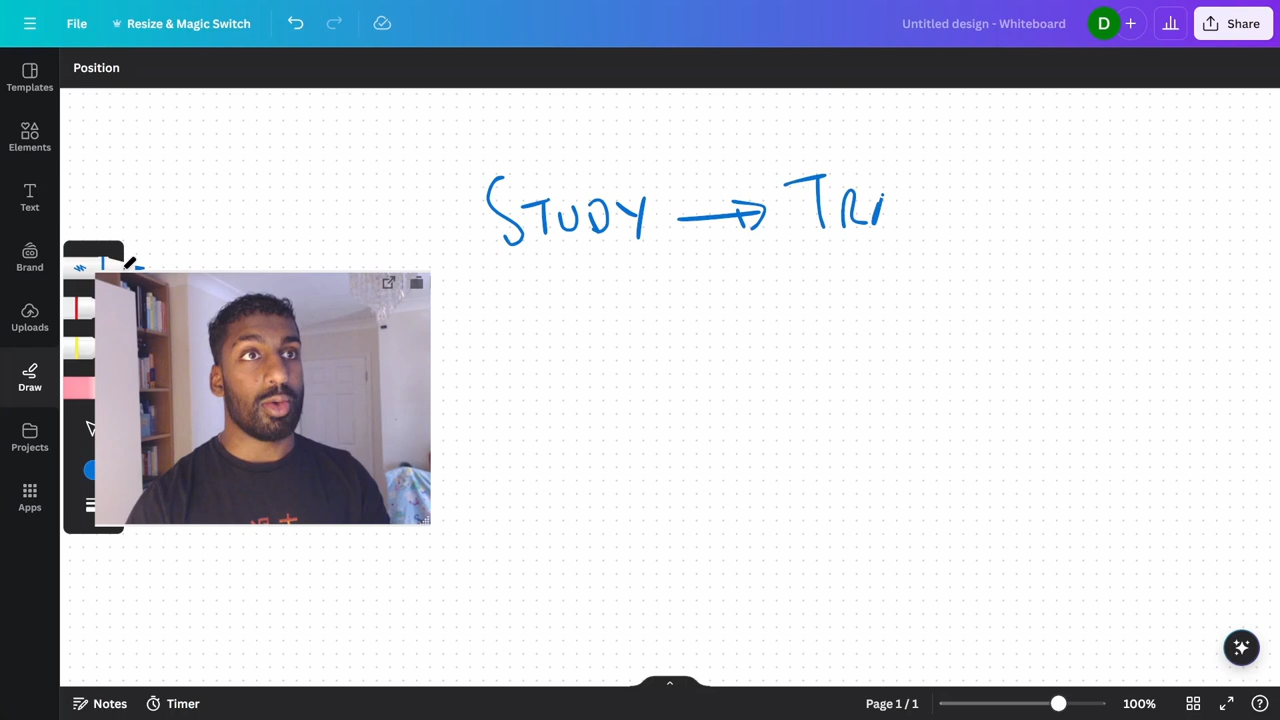 File
Resize & Magic Switch
Untitled design - Whiteboard
D
+
Share
Position
Templates
Elements
Text
Brand
Uploads
Draw
Projects
Apps
STUDY → TRI
Notes
Timer
Page 1 / 1
100%